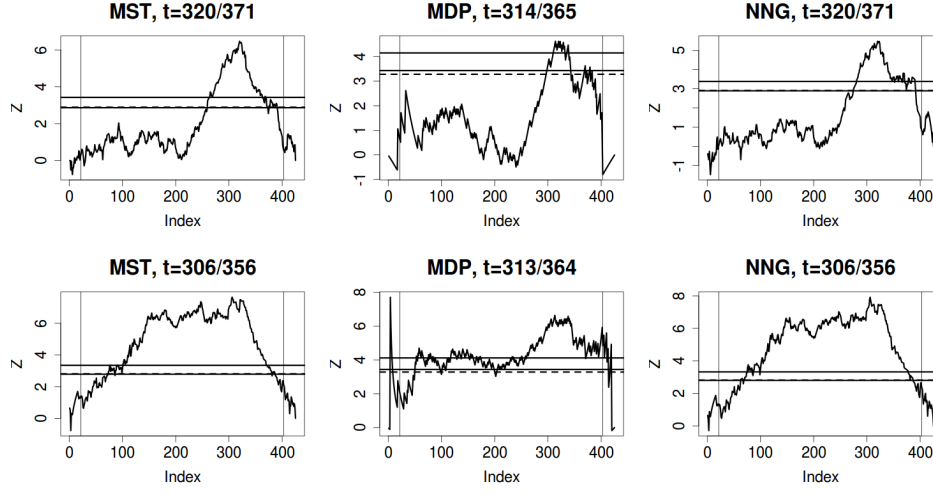 MST, t=320/371
Z
0 2 4 6
0 100 200 300 400
Index
MDP, t=314/365
Z
-1 0 1 2 3 4
0 100 200 300 400
Index
NNG, t=320/371
Z
-1 1 3 5
0 100 200 300 400
Index
MST, t=306/356
Z
0 2 4 6
0 100 200 300 400
Index
MDP, t=313/364
Z
0 2 4 6 8
0 100 200 300 400
Index
NNG, t=306/356
Z
0 2 4 6 8
0 100 200 300 400
Index